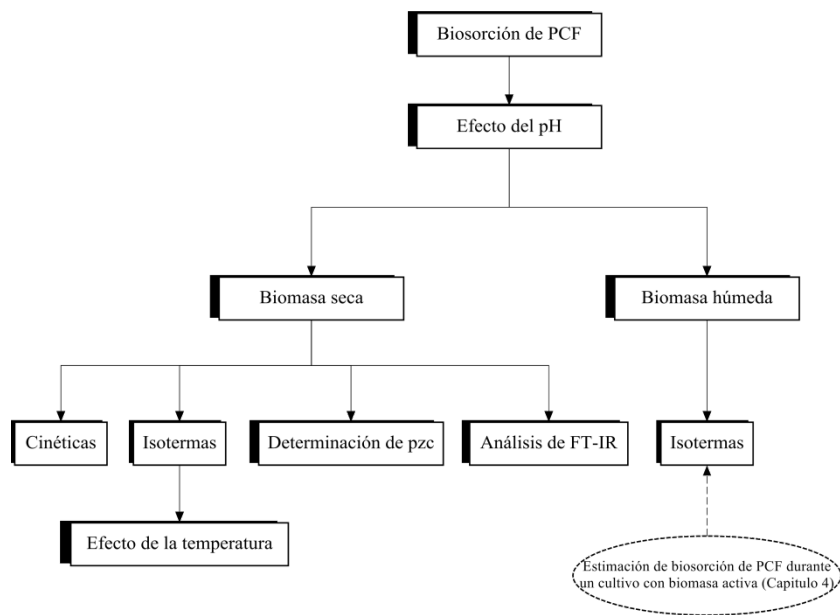 Biosorción de PCF
Efecto del pH
Biomasa seca
Biomasa húmeda
Cinéticas
Isotermas
Determinación de pzc
Análisis de FT-IR
Isotermas
Efecto de la temperatura
Estimación de biosorción de PCF durante
un cultivo con biomasa activa (Capitulo 4)